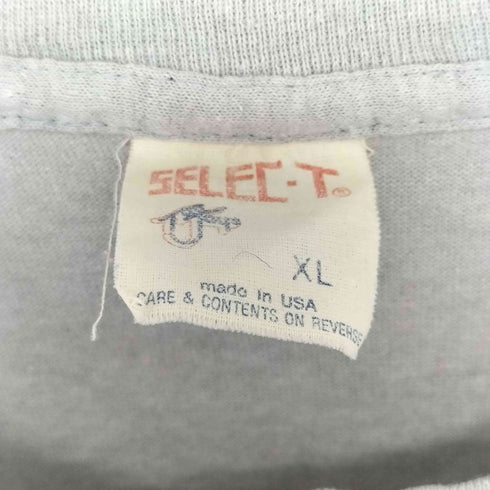 SELEC-T®
XL
made in USA
CARE & CONTENTS ON REVERSE